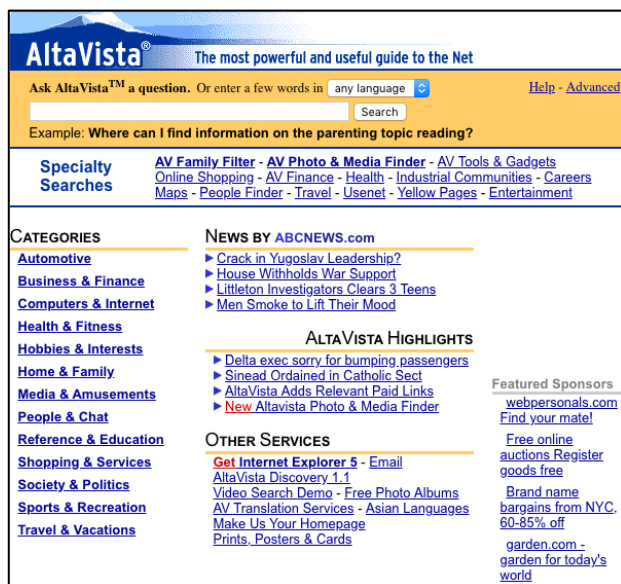 AltaVista®
The most powerful and useful guide to the Net
Ask AltaVista™ a question. Or enter a few words in any language
Help - Advanced
Search
Example: Where can I find information on the parenting topic reading?
Specialty
Searches
AV Family Filter - AV Photo & Media Finder - AV Tools & Gadgets
Online Shopping - AV Finance - Health - Industrial Communities - Careers
Maps - People Finder - Travel - Usenet - Yellow Pages - Entertainment
CATEGORIES
Automotive
Business & Finance
Computers & Internet
Health & Fitness
Hobbies & Interests
Home & Family
Media & Amusements
People & Chat
Reference & Education
Shopping & Services
Society & Politics
Sports & Recreation
Travel & Vacations
NEWS BY ABCNEWS.com
Crack in Yugoslav Leadership?
House Withholds War Support
Littleton Investigators Clears 3 Teens
Men Smoke to Lift Their Mood
ALTAVISTA HIGHLIGHTS
Delta exec sorry for bumping passengers
Sinead Ordained in Catholic Sect
AltaVista Adds Relevant Paid Links
New Altavista Photo & Media Finder
OTHER SERVICES
Get Internet Explorer 5 - Email
AltaVista Discovery 1.1
Video Search Demo - Free Photo Albums
AV Translation Services - Asian Languages
Make Us Your Homepage
Prints, Posters & Cards
Featured Sponsors
webpersonals.com
Find your mate!
Free online
auctions Register
goods free
Brand name
bargains from NYC,
60-85% off
garden.com -
garden for today's
world